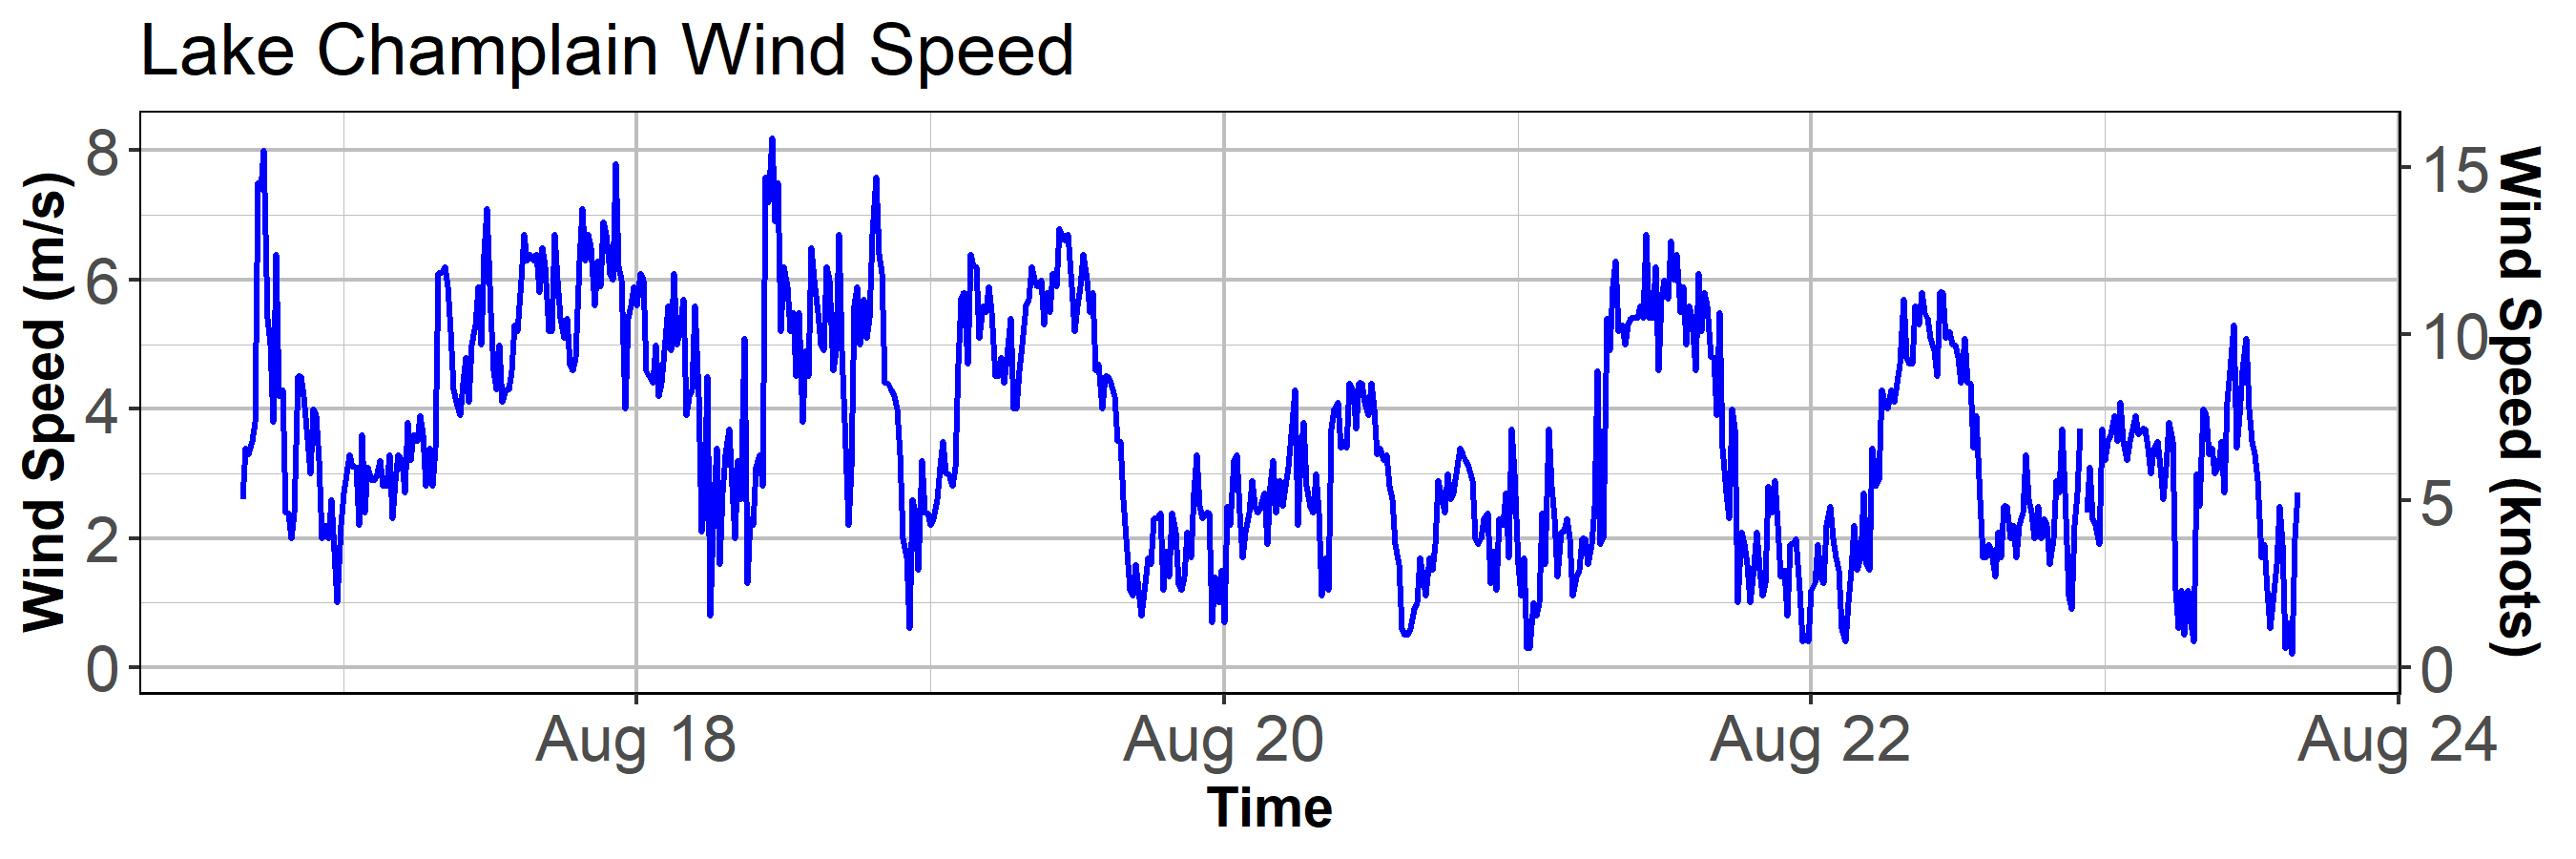 Lake Champlain Wind Speed
Wind Speed (m/s)
8
6
4
2
0
15
10
5
0
Wind Speed (knots)
Aug 18 Aug 20 Aug 22 Aug 24
Time